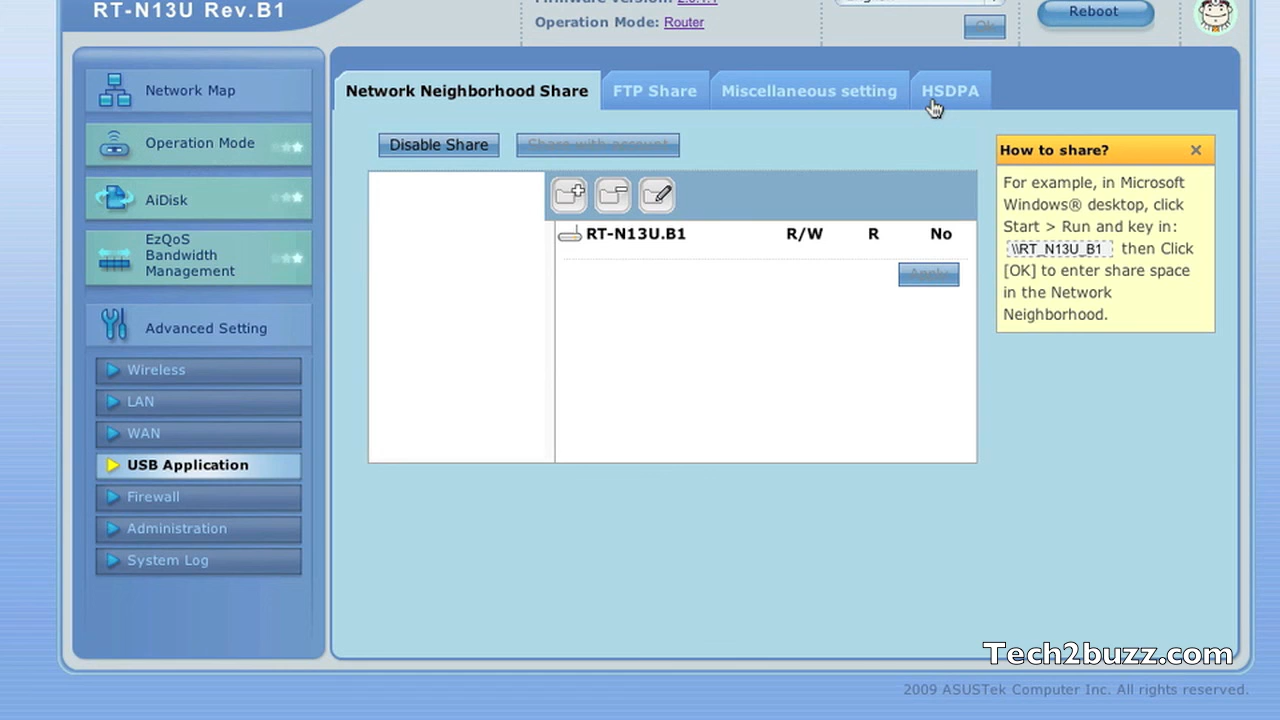 RT-N13U Rev.B1
Operation Mode: Router
Reboot
Network Map
Operation Mode
AiDisk
EzQoS
Bandwidth
Management
Advanced Setting
Wireless
LAN
WAN
USB Application
Firewall
Administration
System Log
Network Neighborhood Share
FTP Share
Miscellaneous setting
HSDPA
Disable Share
Share with account
RT-N13U.B1 R/W R No
Apply
How to share?
For example, in Microsoft
Windows® desktop, click
Start > Run and key in:
\\RT_N13U_B1 then Click
[OK] to enter share space
in the Network
Neighborhood.
Tech2buzz.com
2009 ASUSTek Computer Inc. All rights reserved.